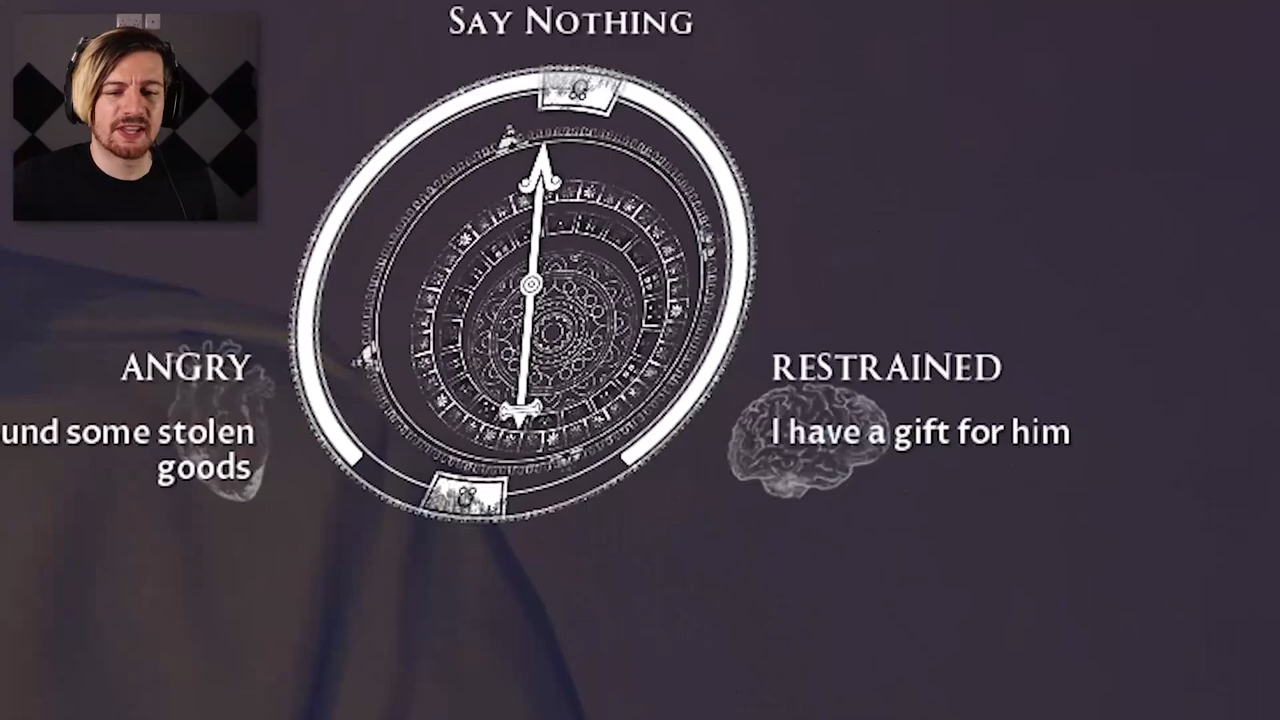 SAY NOTHING
ANGRY
und some stolen
goods
RESTRAINED
I have a gift for him